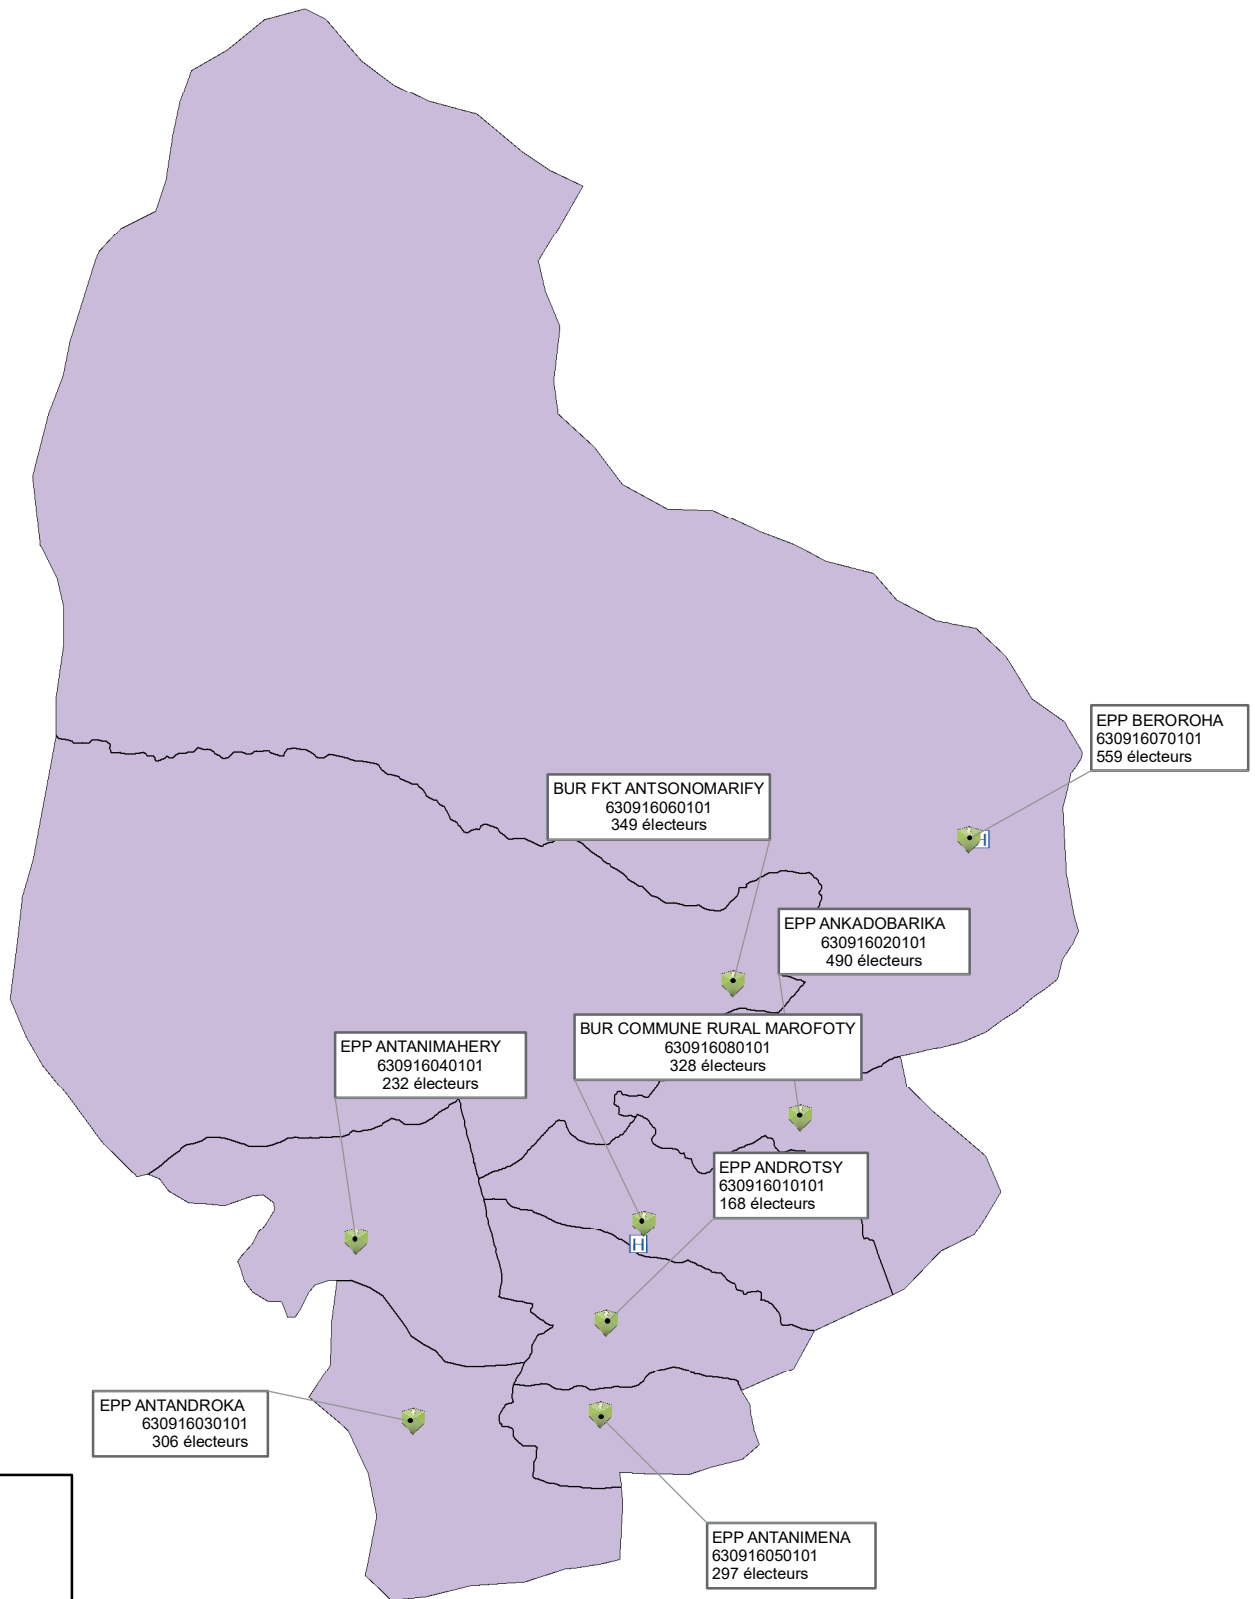 EPP BEROROHA
630916070101
559 électeurs
BUR FKT ANTSONOMARIFY
630916060101
349 électeurs
EPP ANKADOBARIKA
630916020101
490 électeurs
BUR COMMUNE RURAL MAROFOTY
630916080101
328 électeurs
EPP ANTANIMAHERY
630916040101
232 électeurs
EPP ANDROTSY
630916010101
168 électeurs
H
H
EPP ANTANDROKA
630916030101
306 électeurs
EPP ANTANIMENA
630916050101
297 électeurs